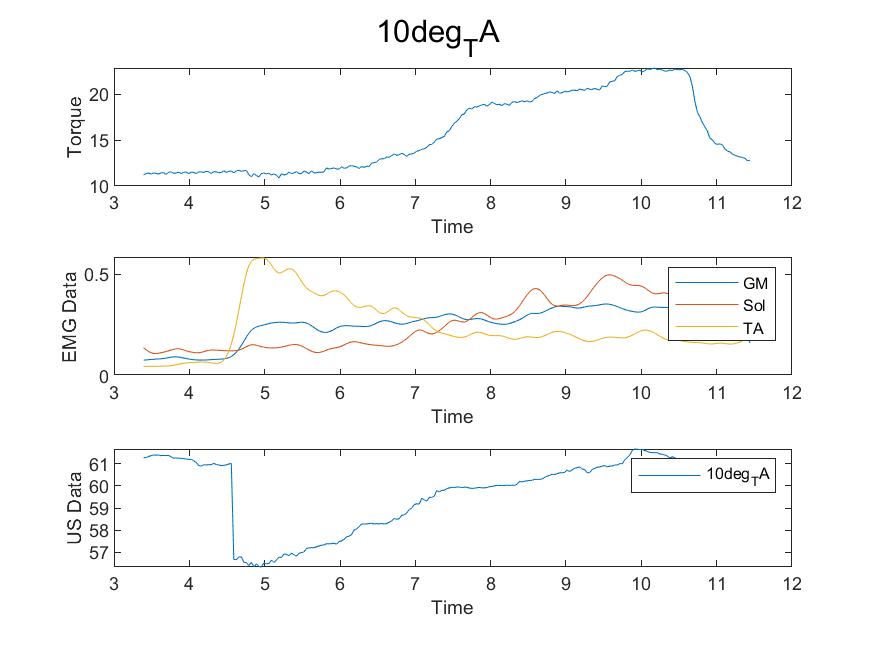 10deg_TA
20
15
10
Torque
3 4 5 6 7 8 9 10 11 12
Time
0.5
0
EMG Data
GM
Sol
TA
3 4 5 6 7 8 9 10 11 12
Time
61
60
59
58
57
US Data
10deg_TA
3 4 5 6 7 8 9 10 11 12
Time